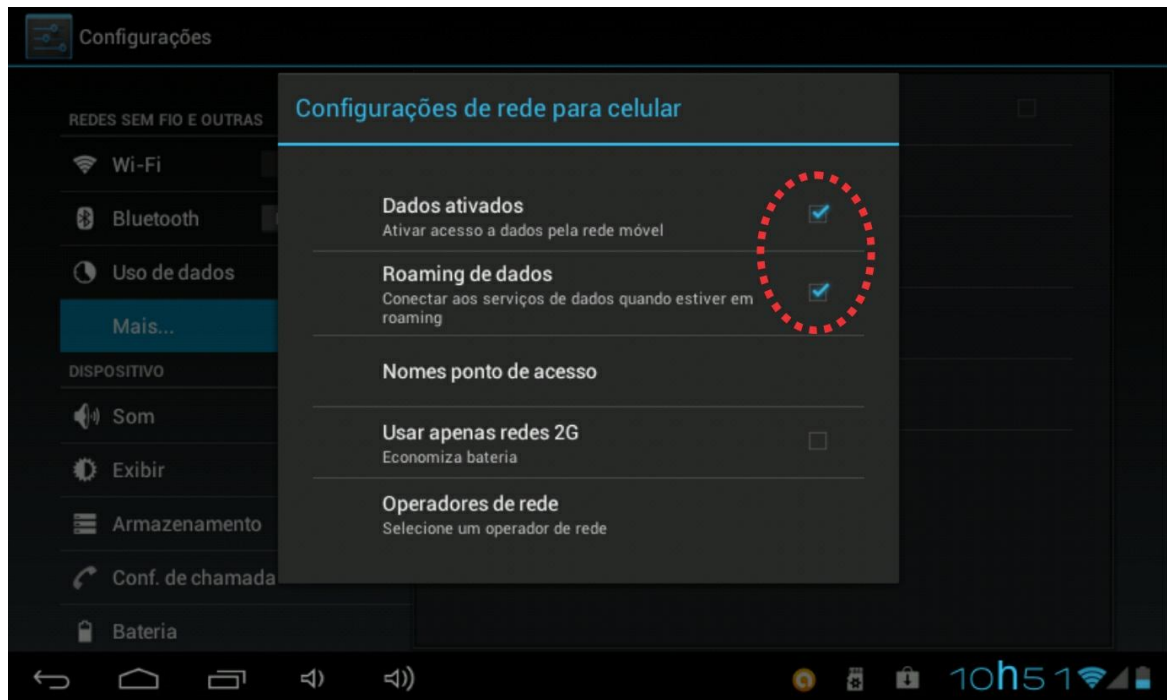 Configurações
REDES SEM FIO E OUTRAS
Wi-Fi
Bluetooth
Uso de dados
Mais...
DISPOSITIVO
Som
Exibir
Armazenamento
Conf. de chamada
Bateria
Configurações de rede para celular
Dados ativados
Ativar acesso a dados pela rede móvel
Roaming de dados
Conectar aos serviços de dados quando estiver em
roaming
Nomes ponto de acesso
Usar apenas redes 2G
Economiza bateria
Operadores de rede
Selecione um operador de rede
10h51